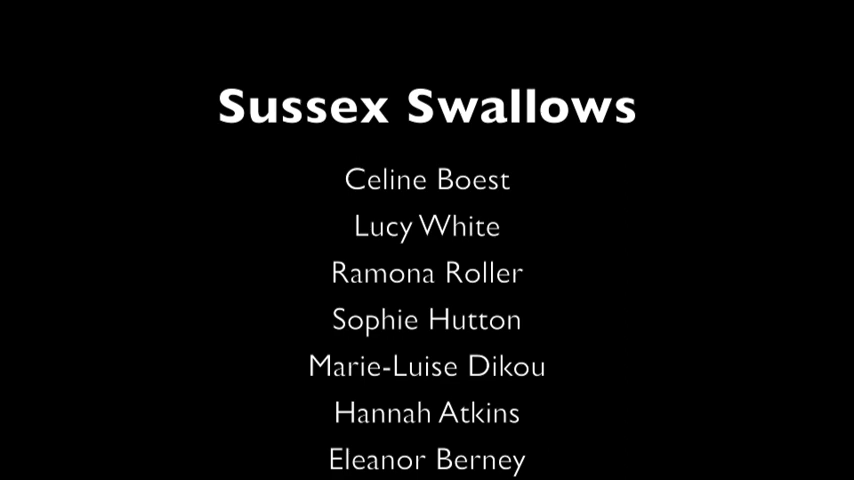 Sussex Swallows
Celine Boest
Lucy White
Ramona Roller
Sophie Hutton
Marie-Luise Dikou
Hannah Atkins
Eleanor Berney